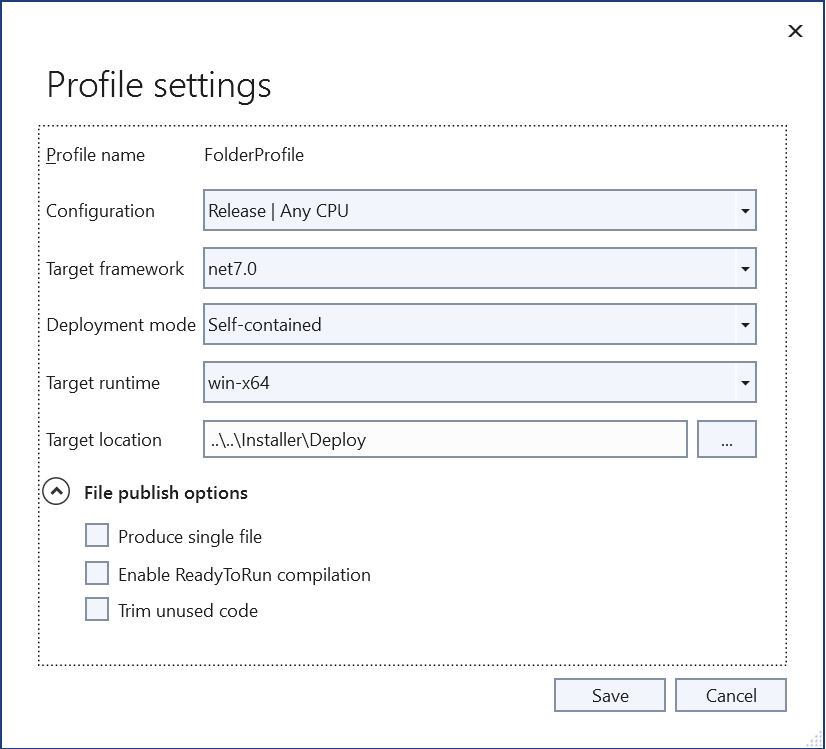 Profile settings
Profile name FolderProfile
Configuration Release | Any CPU
Target framework net7.0
Deployment mode Self-contained
Target runtime win-x64
Target location ..\..\Installer\Deploy ...
File publish options
Produce single file
Enable ReadyToRun compilation
Trim unused code
Save Cancel